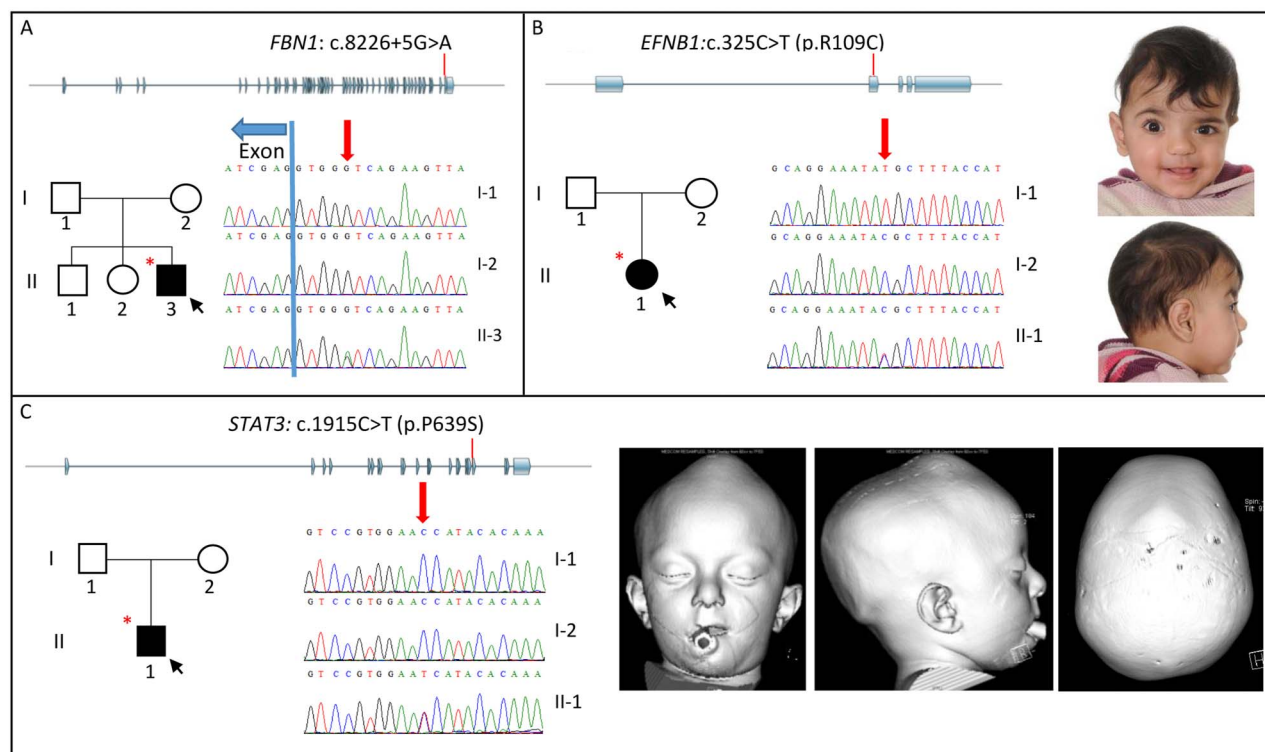 A
FBN1: c.8226+5G>A
Exon
ATCGAGGTGGGTCAGAAGTTA
I-1
ATCGAGGTGGGTCAGAAGTTA
I-2
ATCGAGGTGGGTCAGAAGTTA
II-3
I
1
2
II
1
2
*
3
B
EFNB1:c.325C>T (p.R109C)
GCAGGAAATATGCTTTACCAT
I-1
GCAGGAAATACGCTTTACCAT
I-2
GCAGGAAATACGCTTTACCAT
II-1
I
1
2
II
*
1
C
STAT3: c.1915C>T (p.P639S)
GTCCGTGGAACCATACACAAA
I-1
GTCCGTGGAACCATACACAAA
I-2
GTCCGTGGAATCATACACAAA
II-1
I
1
2
II
*
1
H